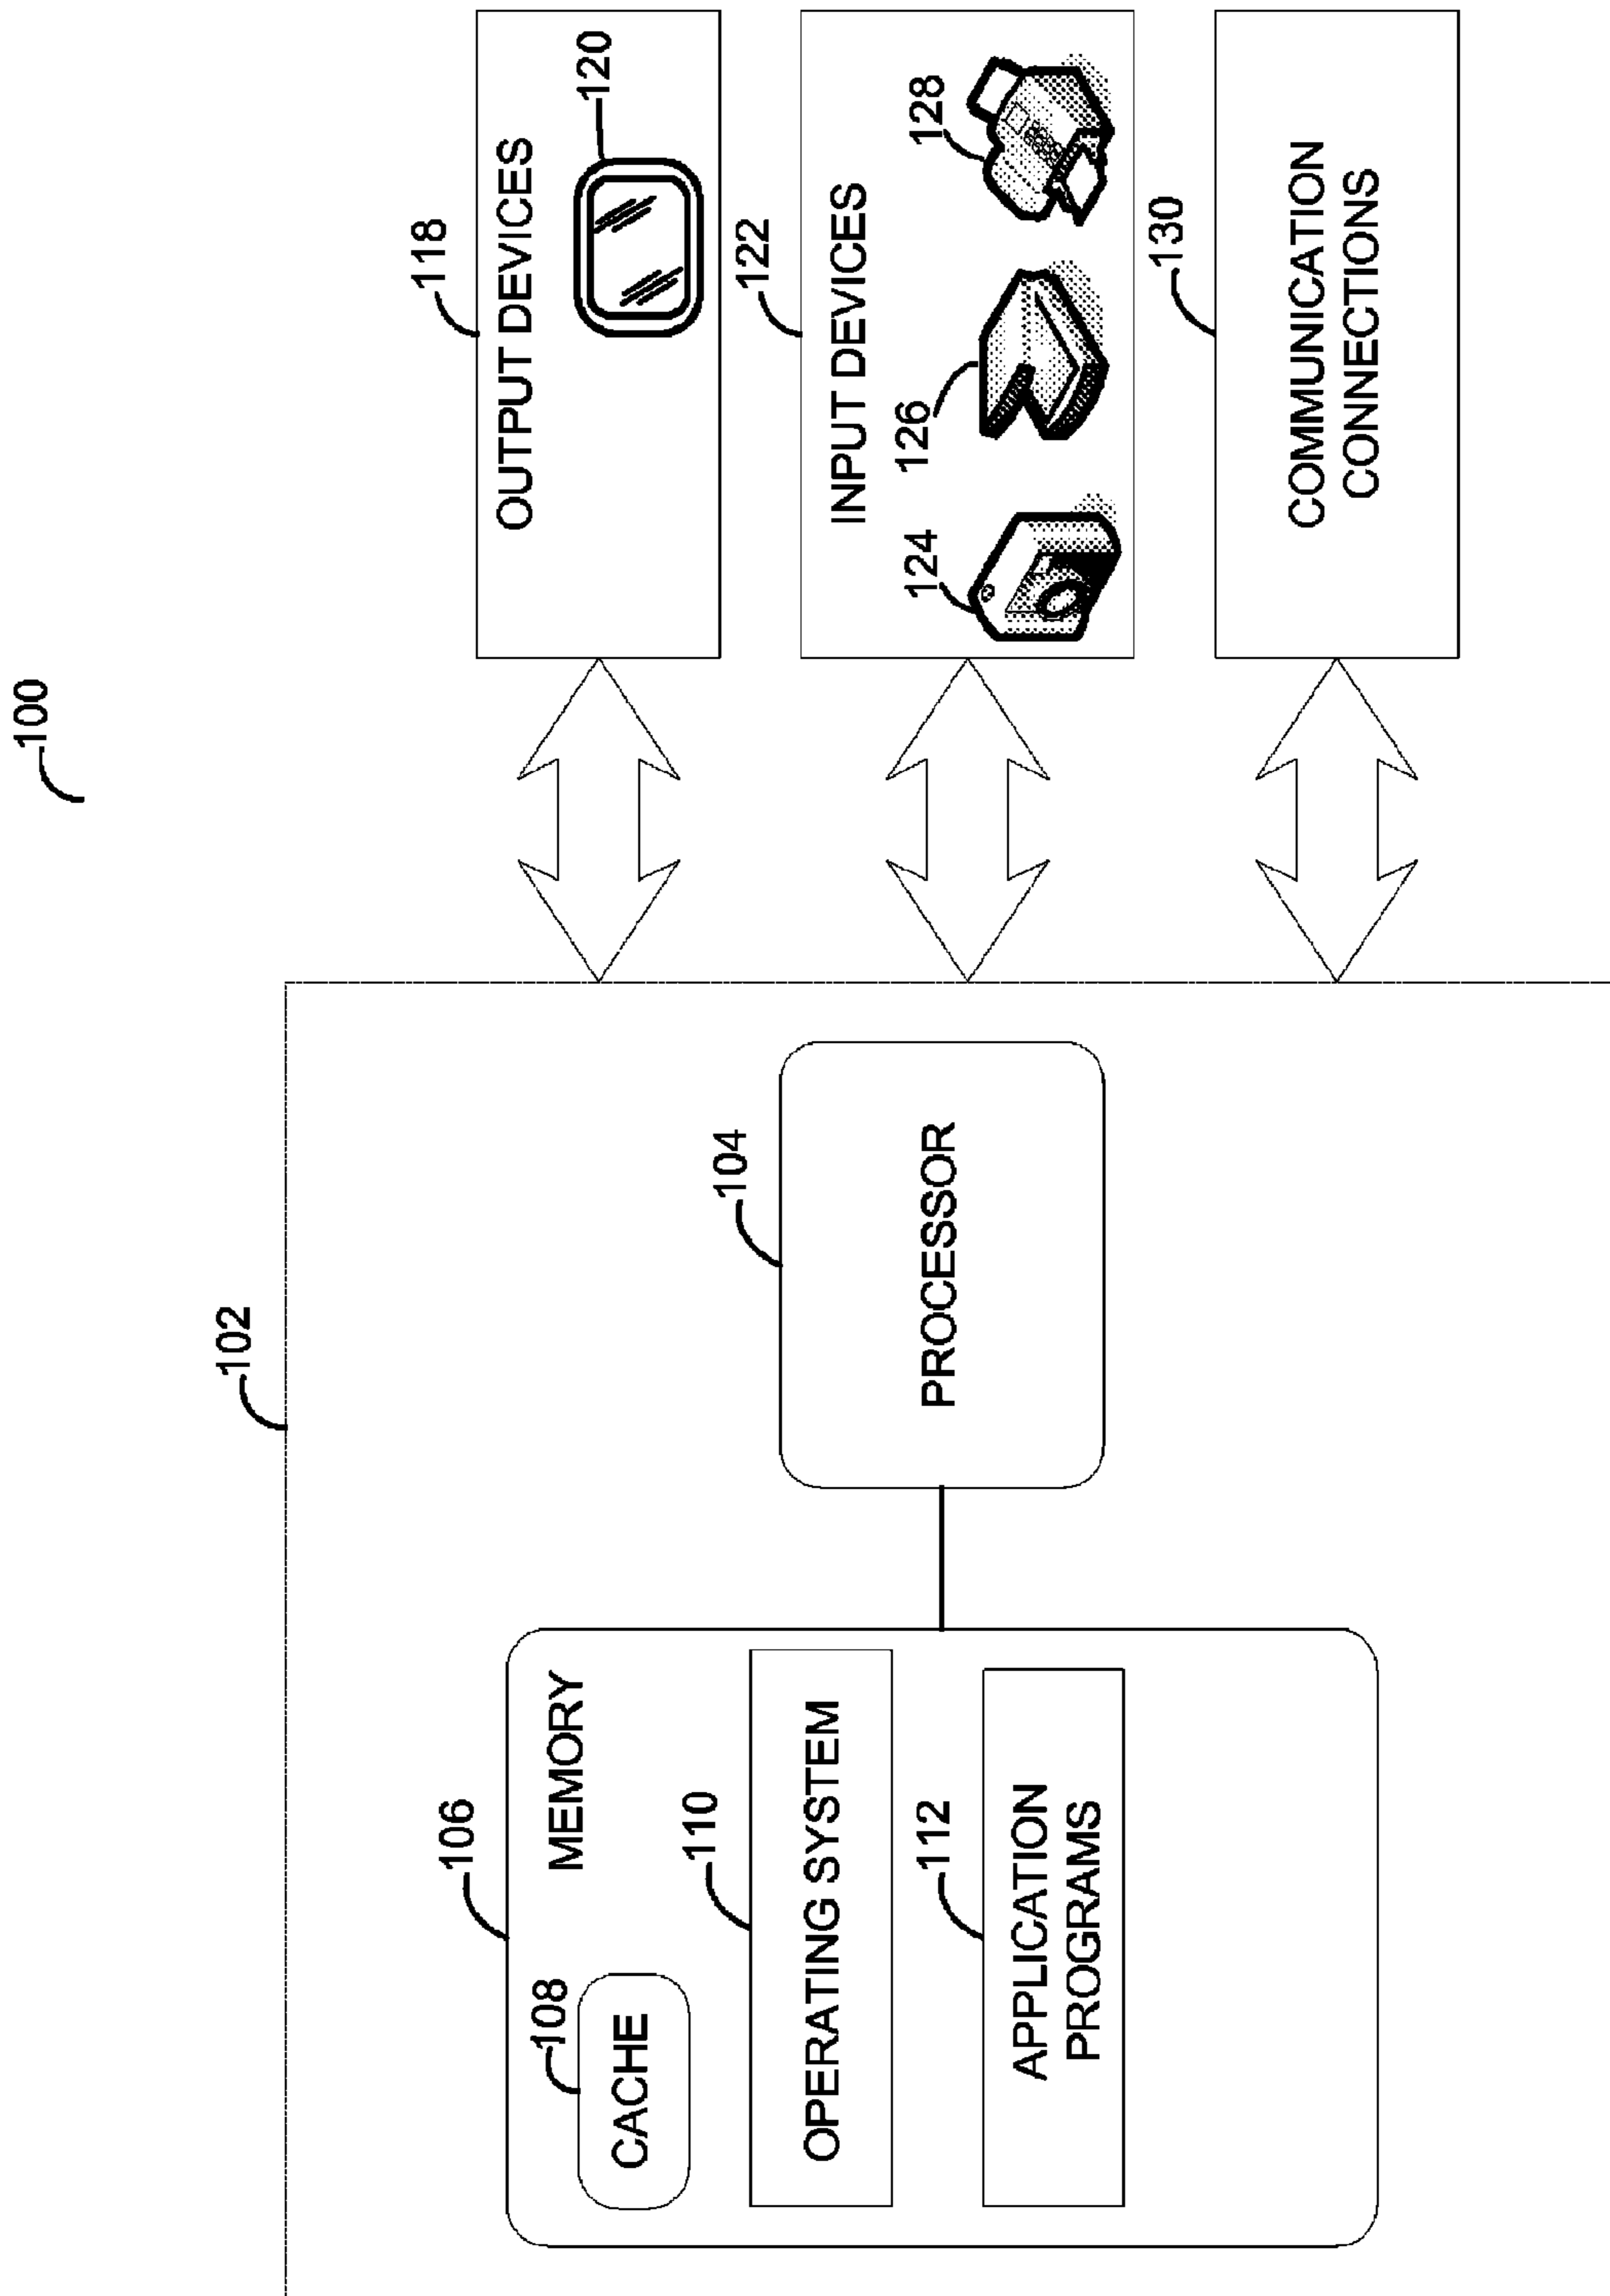 100
102
106
MEMORY
108
CACHE
110
OPERATING SYSTEM
112
APPLICATION
PROGRAMS
104
PROCESSOR
118
OUTPUT DEVICES
120
122
INPUT DEVICES
124
126
128
130
COMMUNICATION
CONNECTIONS